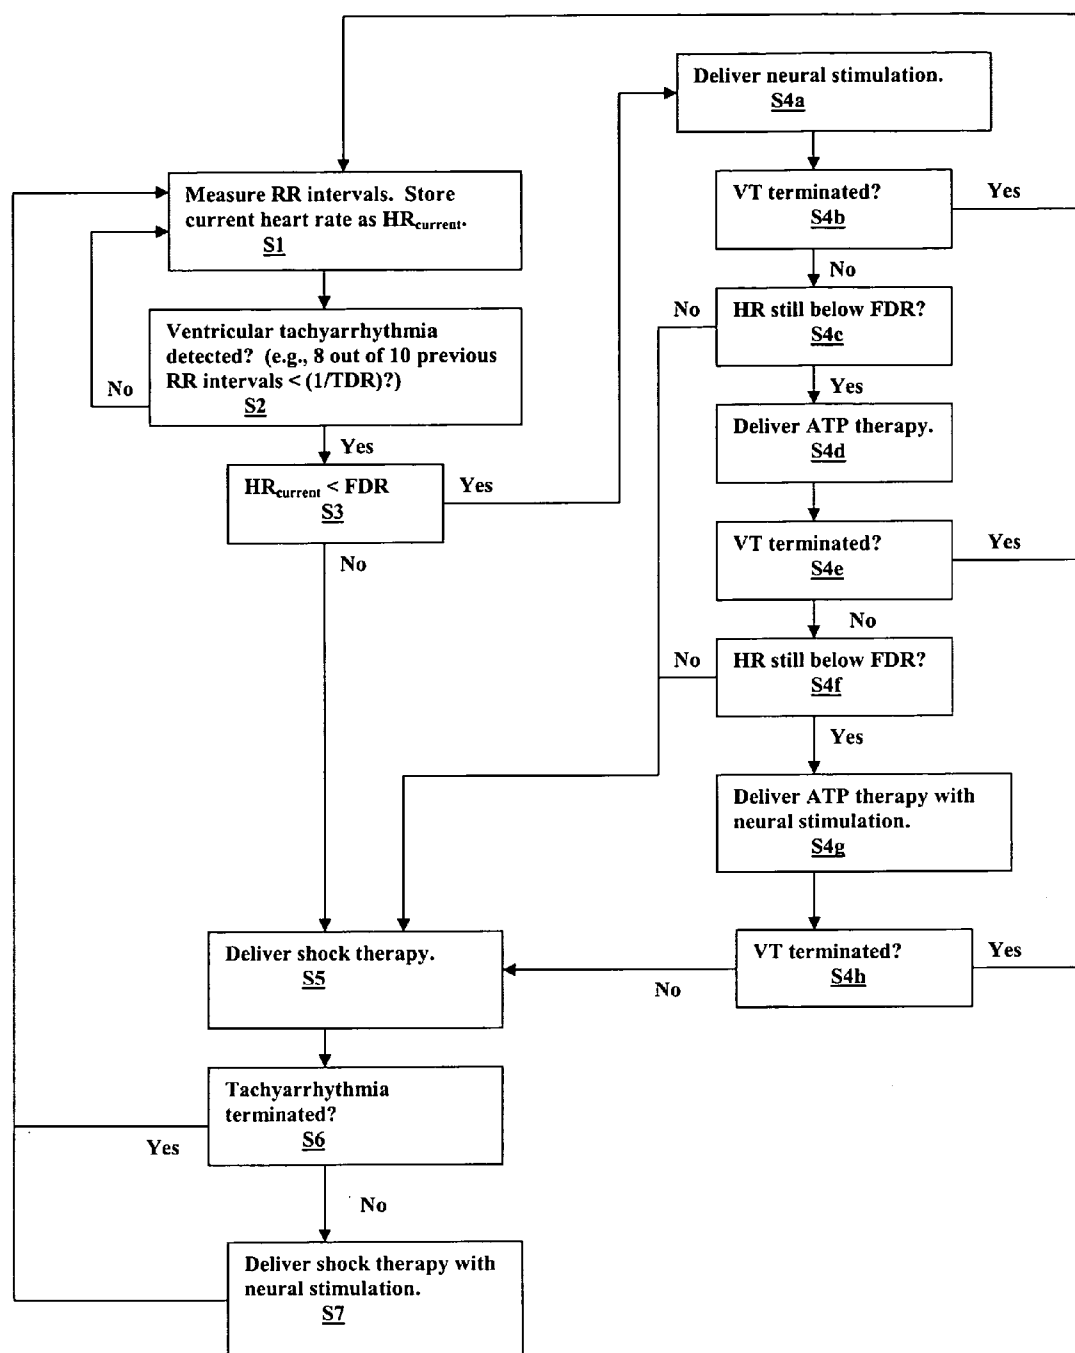 Deliver neural stimulation.
S4a
Measure RR intervals. Store
current heart rate as HRcurrent.
S1
VT terminated?
S4b
Yes
No
HR still below FDR?
S4c
No
Yes
Ventricular tachyarrhythmia
detected? (e.g., 8 out of 10 previous
RR intervals < (1/TDR)?)
S2
No
Yes
Deliver ATP therapy.
S4d
HRcurrent < FDR
S3
Yes
No
VT terminated?
S4e
Yes
No
HR still below FDR?
S4f
No
Yes
Deliver ATP therapy with
neural stimulation.
S4g
VT terminated?
S4h
Yes
No
Deliver shock therapy.
S5
Tachyarrhythmia
terminated?
S6
Yes
No
Deliver shock therapy with
neural stimulation.
S7